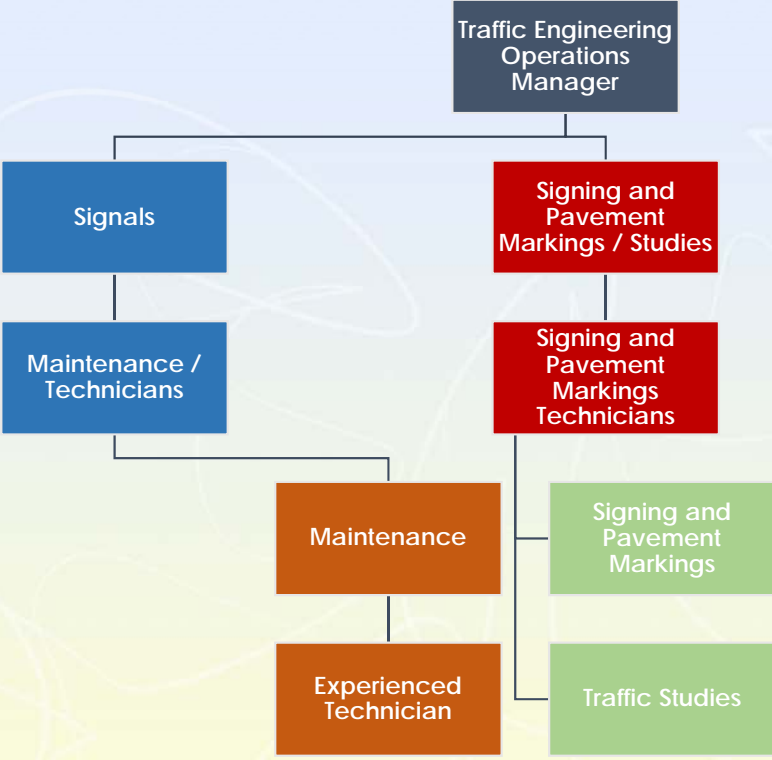 Traffic Engineering
Operations
Manager
Signals
Signing and
Pavement
Markings / Studies
Maintenance /
Technicians
Signing and
Pavement
Markings
Technicians
Maintenance
Signing and
Pavement
Markings
Experienced
Technician
Traffic Studies